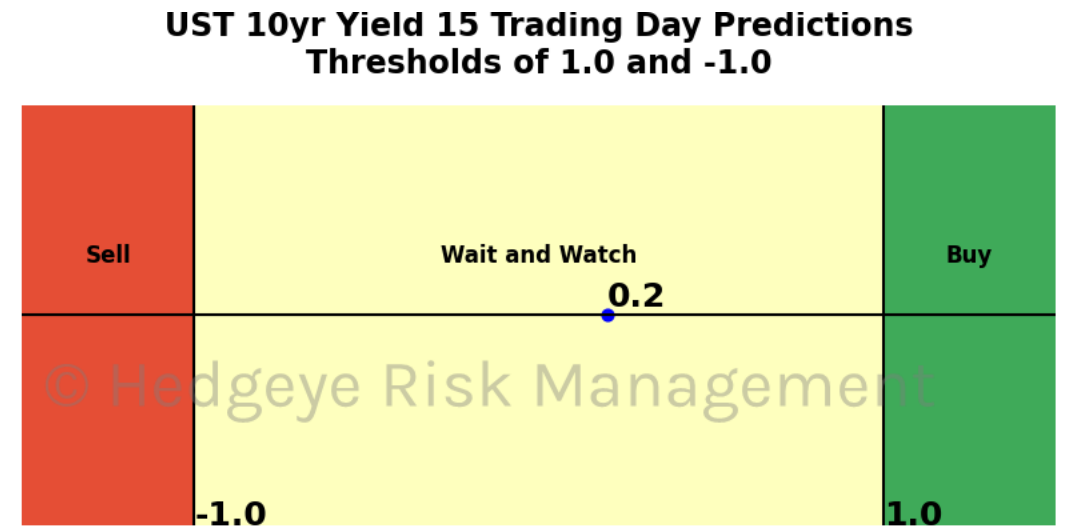 UST 10yr Yield 15 Trading Day Predictions
Thresholds of 1.0 and -1.0
Sell
Wait and Watch
Buy
0.2
© Hedgeye Risk Management
-1.0
1.0